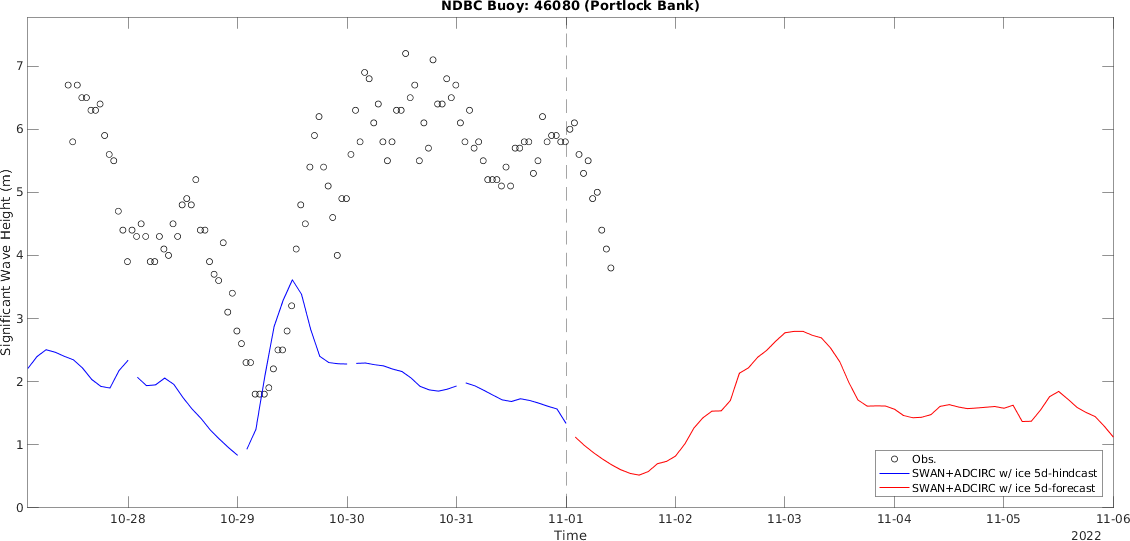 NDBC Buoy: 46080 (Portlock Bank)
7
6
5
4
3
2
1
0
Significant Wave Height (m)
10-28 10-29 10-30 10-31 11-01 11-02 11-03 11-04 11-05 11-06
Time
2022
Obs.
SWAN+ADCIRC w/ ice 5d-hindcast
SWAN+ADCIRC w/ ice 5d-forecast